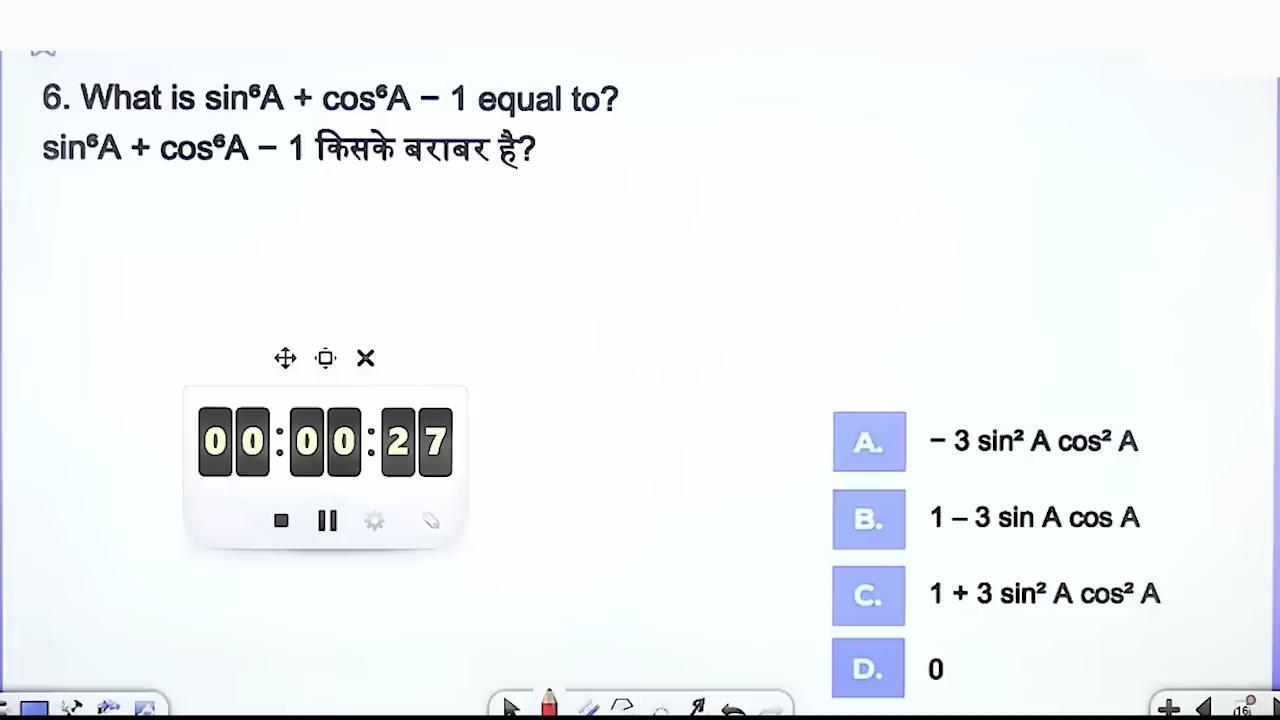 6. What is sin⁶A + cos⁶A − 1 equal to?
sin⁶A + cos⁶A − 1 किसके बराबर है?
00:00:27
A. − 3 sin² A cos² A
B. 1 – 3 sin A cos A
C. 1 + 3 sin² A cos² A
D. 0
16